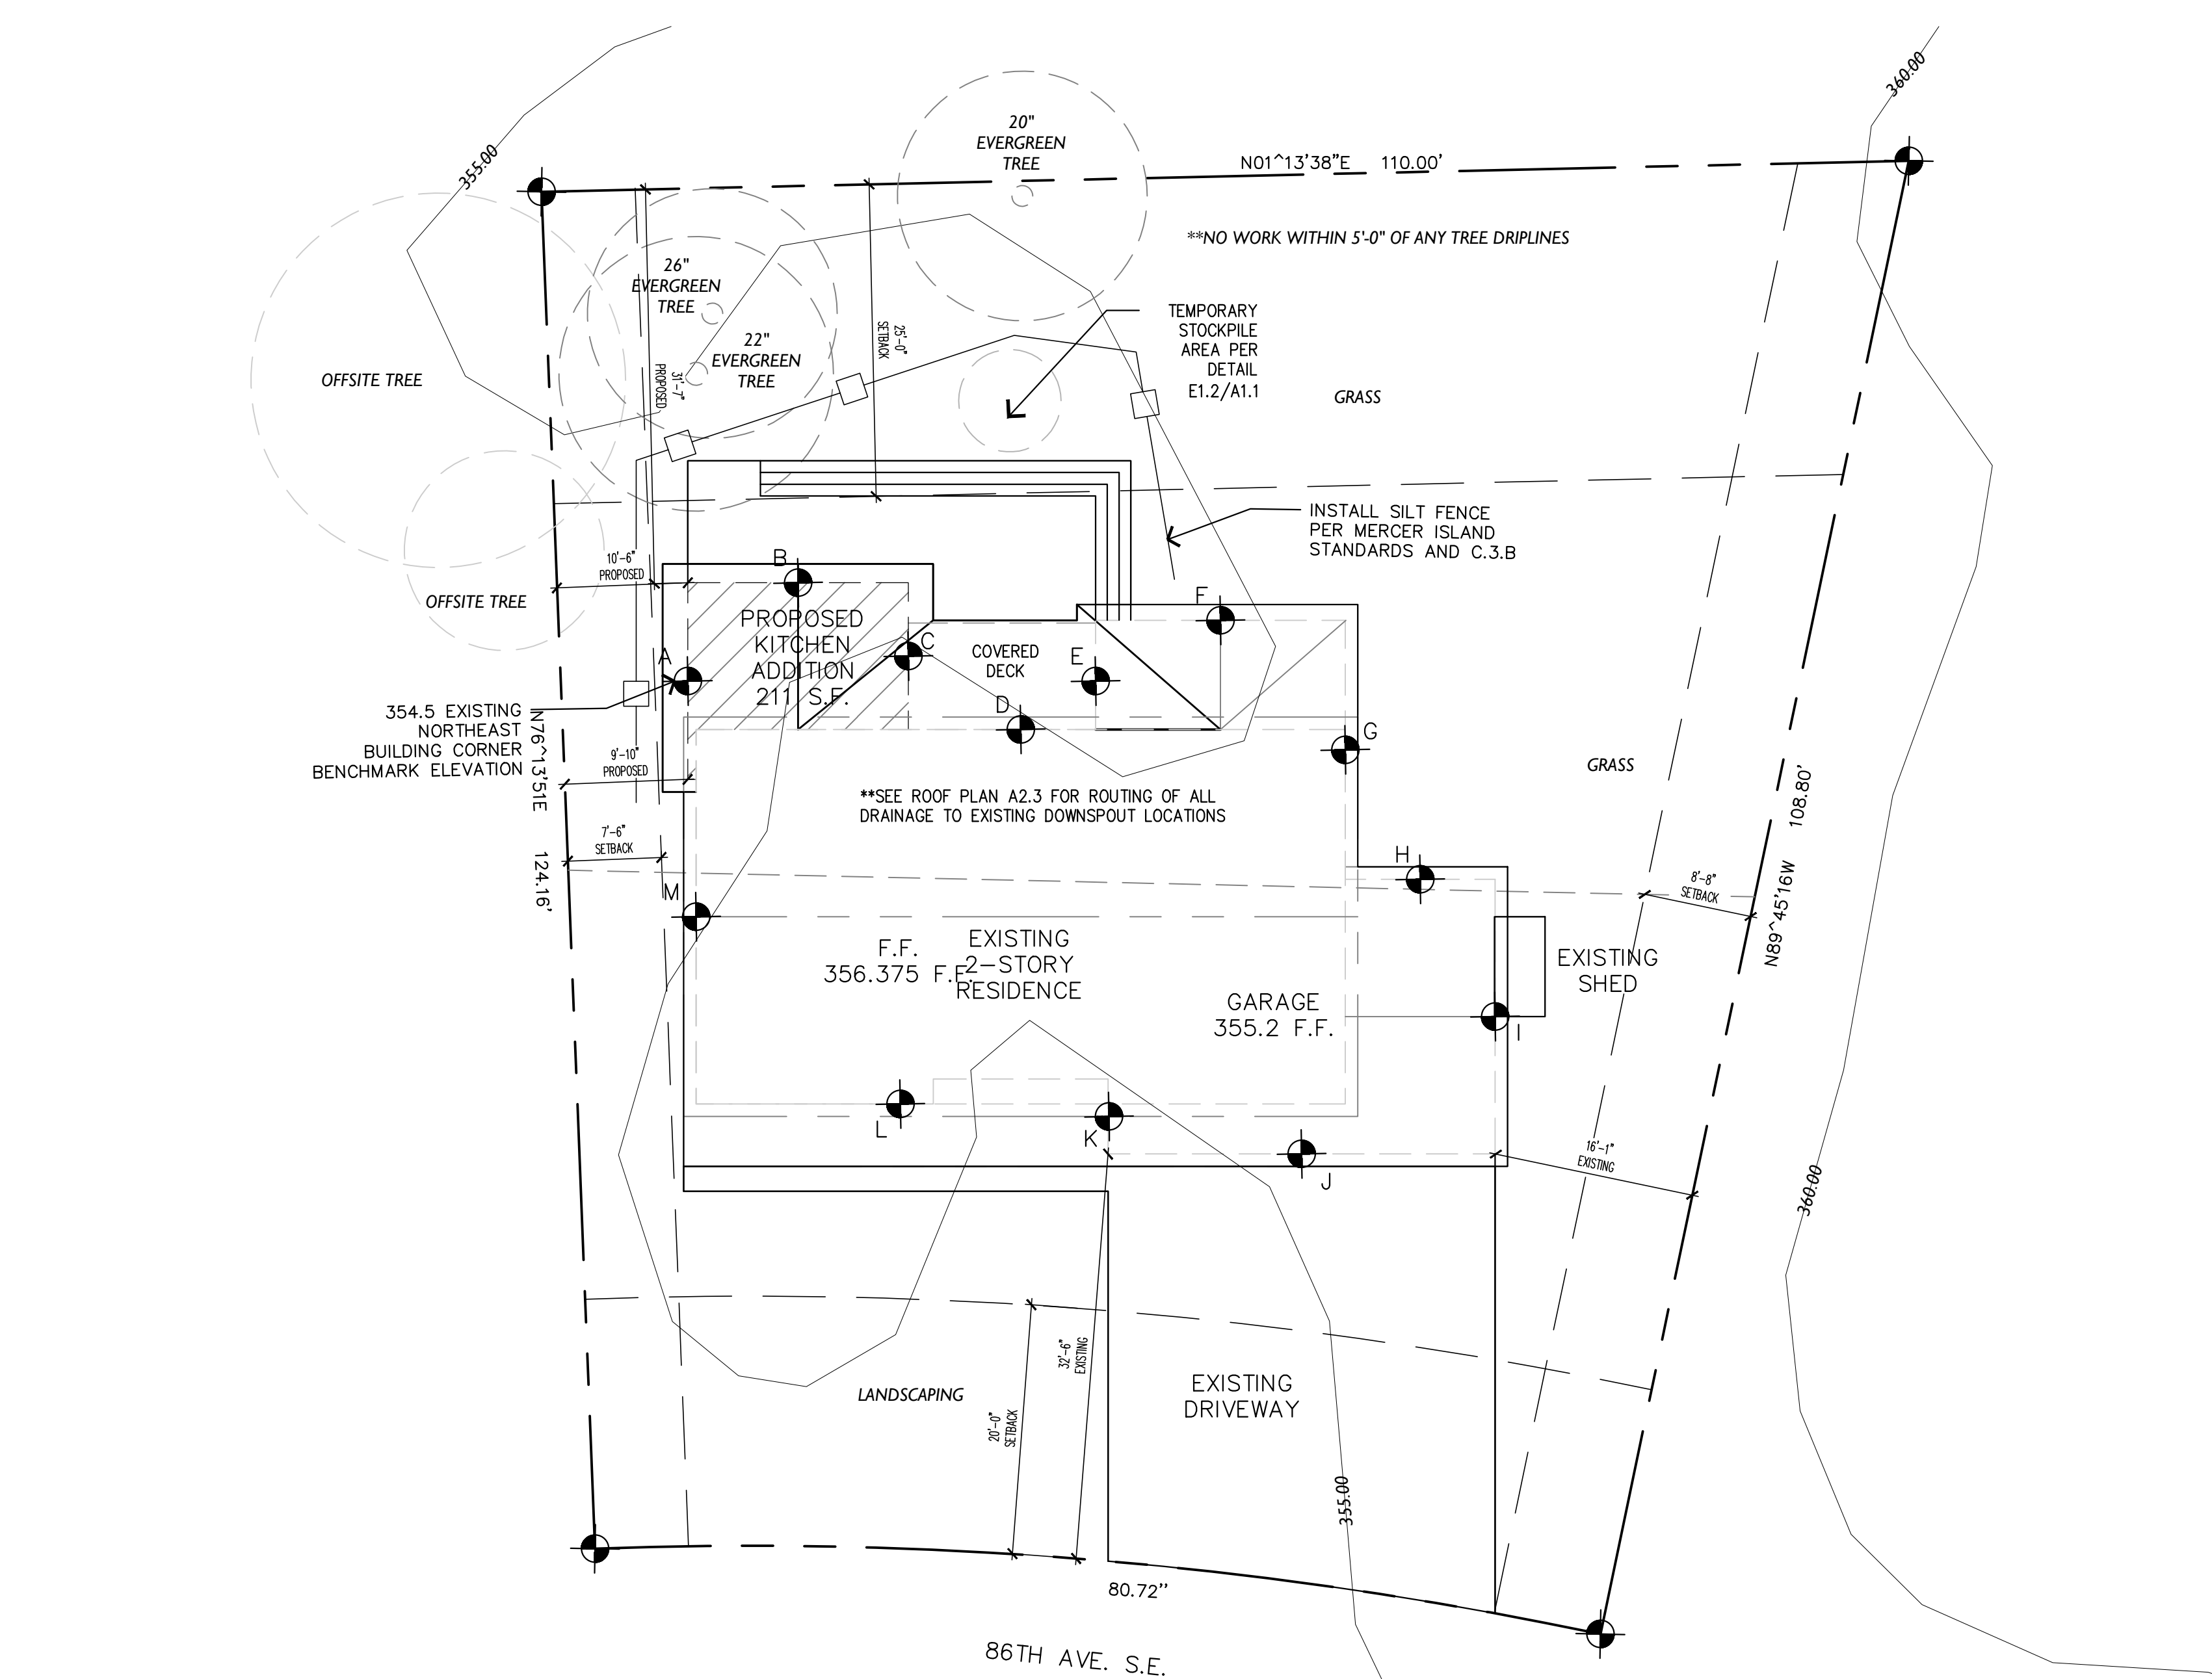 360.00
355.00
20"
EVERGREEN
TREE
N01^13'38"E 110.00'
**NO WORK WITHIN 5'-0" OF ANY TREE DRIPLINES
26"
EVERGREEN
TREE
22"
EVERGREEN
TREE
31'-7"
PROPOSED
25'-0"
SETBACK
TEMPORARY
STOCKPILE
AREA PER
DETAIL
E1.2/A1.1
OFFSITE TREE
GRASS
INSTALL SILT FENCE
PER MERCER ISLAND
STANDARDS AND C.3.B
10'-6"
PROPOSED
OFFSITE TREE
B
F
PROPOSED
KITCHEN
ADDITION
211 S.F.
A
C
COVERED
DECK
E
D
G
354.5 EXISTING
NORTHEAST
BUILDING CORNER
BENCHMARK ELEVATION
N76^13'51E 124.16'
9'-10"
PROPOSED
GRASS
**SEE ROOF PLAN A2.3 FOR ROUTING OF ALL
DRAINAGE TO EXISTING DOWNSPOUT LOCATIONS
N89^45'16W 108.80'
7'-6"
SETBACK
H
8'-8"
SETBACK
M
F.F.
356.375 F.F.
EXISTING
2-STORY
RESIDENCE
EXISTING
SHED
GARAGE
355.2 F.F.
I
L
K
J
16'-1"
EXISTING
360.00
32'-6"
EXISTING
20'-0"
SETBACK
LANDSCAPING
EXISTING
DRIVEWAY
355.00
80.72"
86TH AVE. S.E.